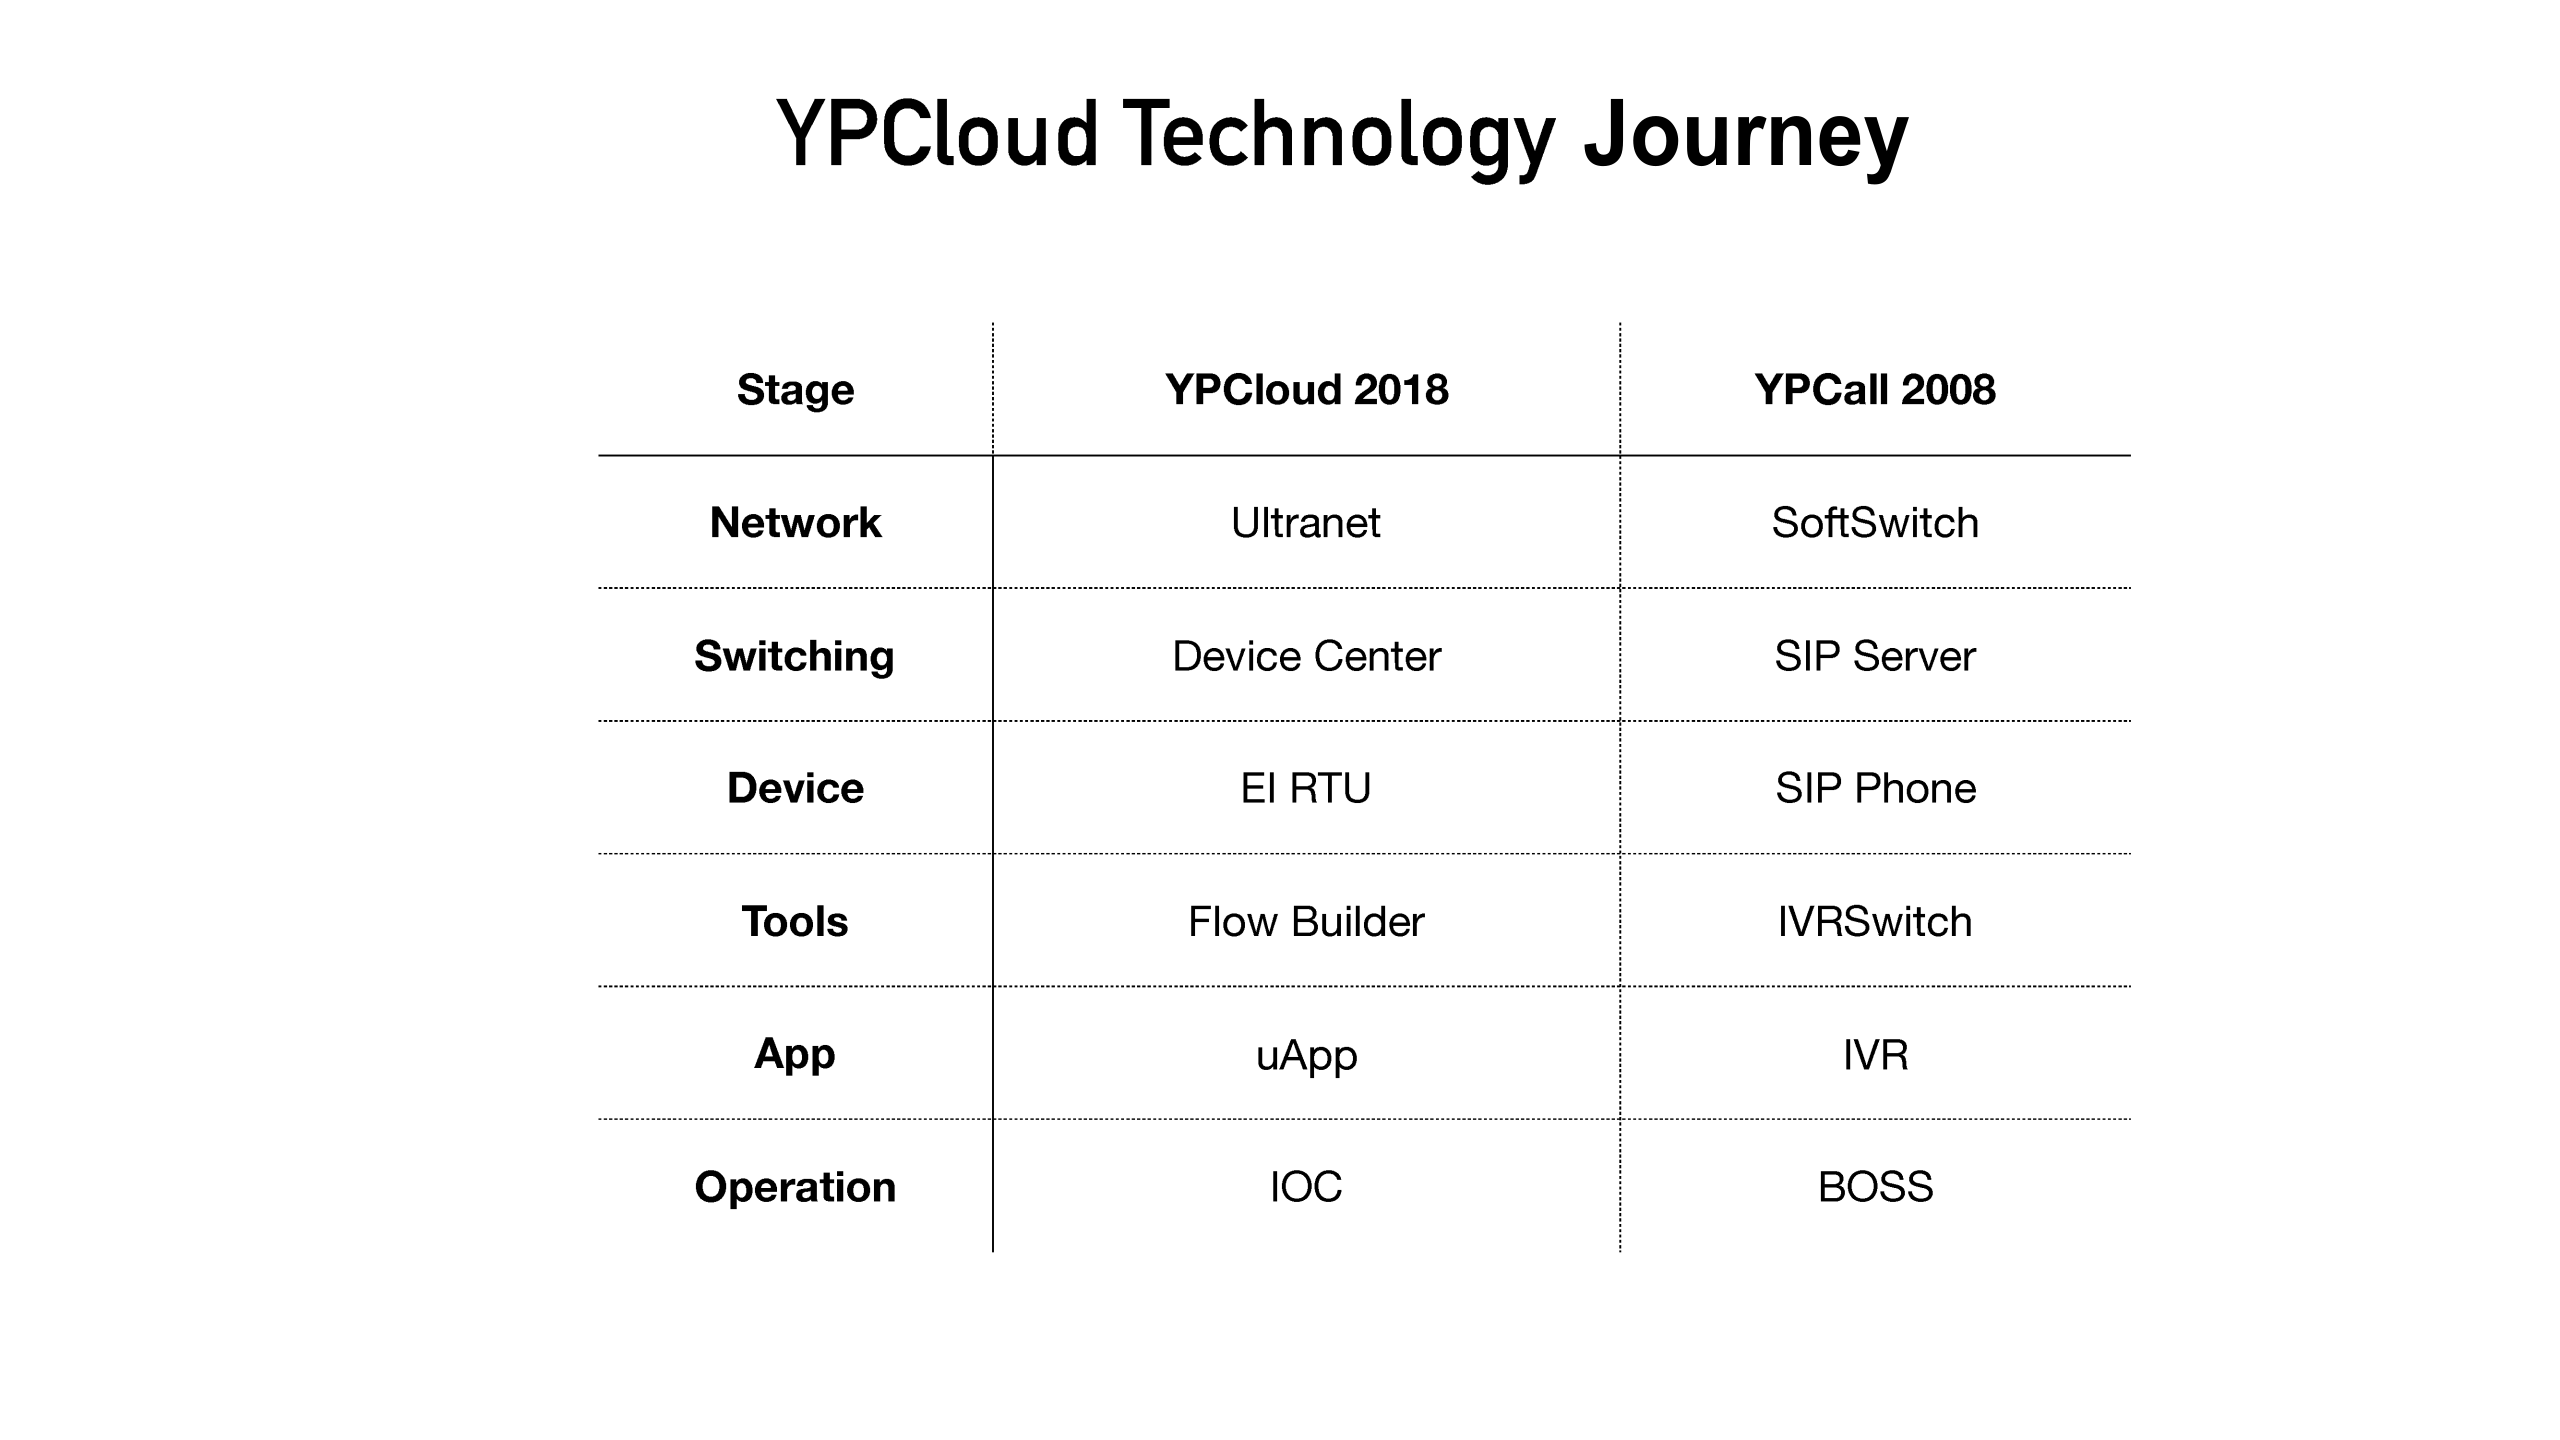 YPCloud Technology Journey
Stage YPCloud 2018 YPCall 2008
Network Ultranet SoftSwitch
Switching Device Center SIP Server
Device EI RTU SIP Phone
Tools Flow Builder IVRSwitch
App uApp IVR
Operation IOC BOSS